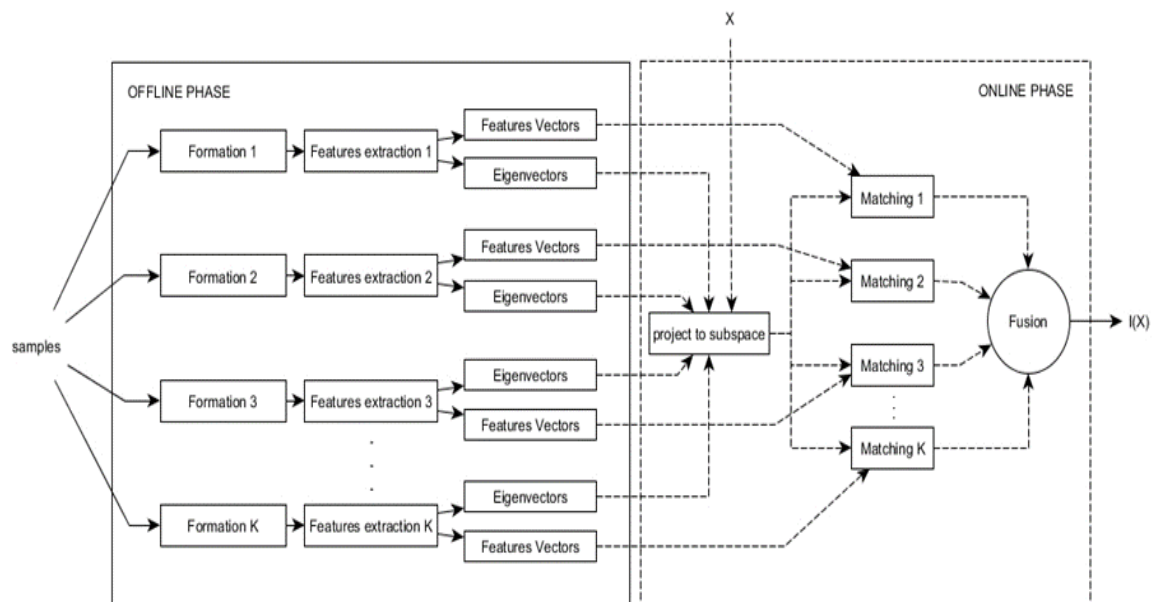 X
OFFLINE PHASE
ONLINE PHASE
samples
Formation 1
Features extraction 1
Features Vectors
Eigenvectors
Formation 2
Features extraction 2
Features Vectors
Eigenvectors
Formation 3
Features extraction 3
Eigenvectors
Features Vectors
Formation K
Features extraction K
Eigenvectors
Features Vectors
project to subspace
Matching 1
Matching 2
Matching 3
Matching K
Fusion
I(X)